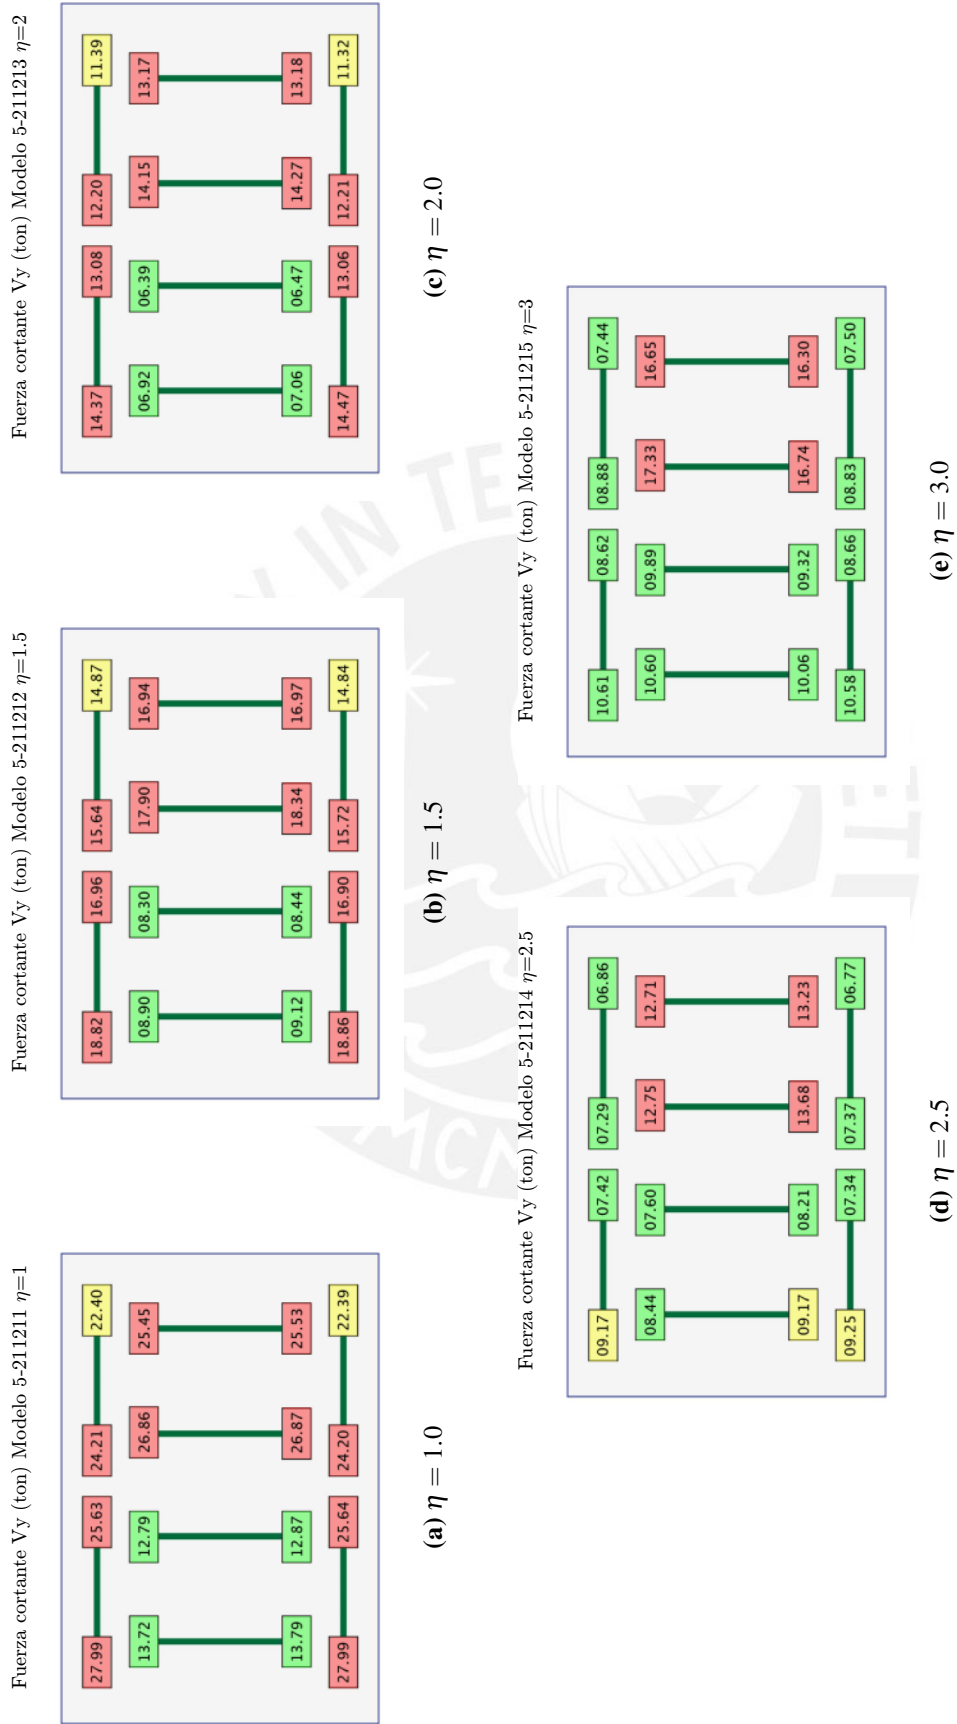 Fuerza cortante Vy (ton) Modelo 5-211211 η=1
27.99 25.63 24.21 22.40
13.72 12.79 26.86 25.45
13.79 12.87 26.87 25.53
27.99 25.64 24.20 22.39
(a) η = 1.0
Fuerza cortante Vy (ton) Modelo 5-211212 η=1.5
18.82 16.96 15.64 14.87
08.90 08.30 17.90 16.94
09.12 08.44 18.34 16.97
18.86 16.90 15.72 14.84
(b) η = 1.5
Fuerza cortante Vy (ton) Modelo 5-211213 η=2
14.37 13.08 12.20 11.39
06.92 06.39 14.15 13.17
07.06 06.47 14.27 13.18
14.47 13.06 12.21 11.32
(c) η = 2.0
Fuerza cortante Vy (ton) Modelo 5-211214 η=2.5
09.17 07.42 07.29 06.86
08.44 07.60 12.75 12.71
09.17 08.21 13.68 13.23
09.25 07.34 07.37 06.77
(d) η = 2.5
Fuerza cortante Vy (ton) Modelo 5-211215 η=3
10.61 08.62 08.88 07.44
10.60 09.89 17.33 16.65
10.06 09.32 16.74 16.30
10.58 08.66 08.83 07.50
(e) η = 3.0
IN TE